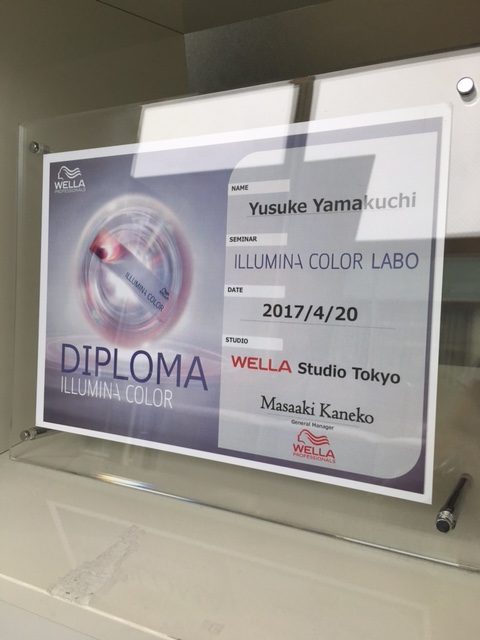 WELLA
PROFESSIONALS
ILLUMINA COLOR
DIPLOMA
ILLUMINA COLOR
NAME
Yusuke Yamakuchi
SEMINAR
ILLUMINA COLOR LABO
DATE
2017/4/20
STUDIO
WELLA Studio Tokyo
Masaaki Kaneko
General Manager
WELLA
PROFESSIONALS